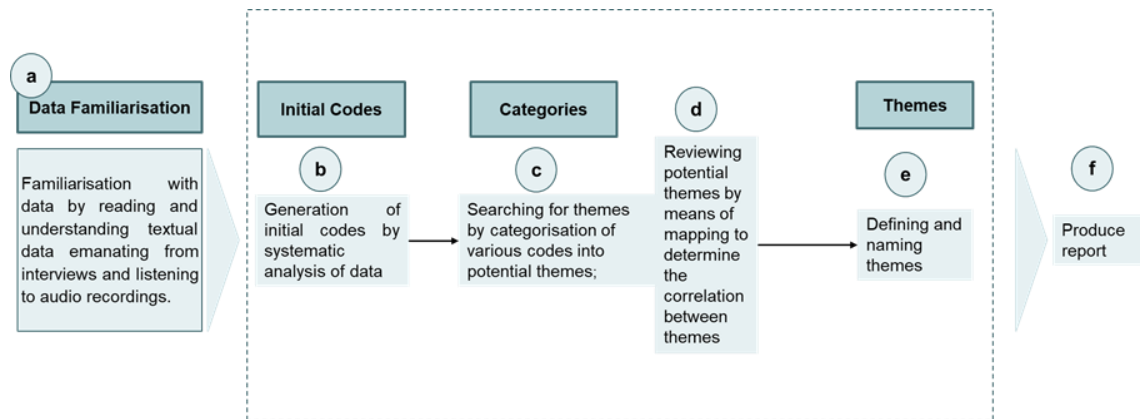 a
Data Familiarisation
Familiarisation with
data by reading and
understanding textual
data emanating from
interviews and listening
to audio recordings.
Initial Codes
b
Generation of
initial codes by
systematic
analysis of data
Categories
c
Searching for themes
by categorisation of
various codes into
potential themes;
d
Reviewing
potential
themes by
means of
mapping to
determine
the
correlation
between
themes
Themes
e
Defining and
naming
themes
f
Produce
report